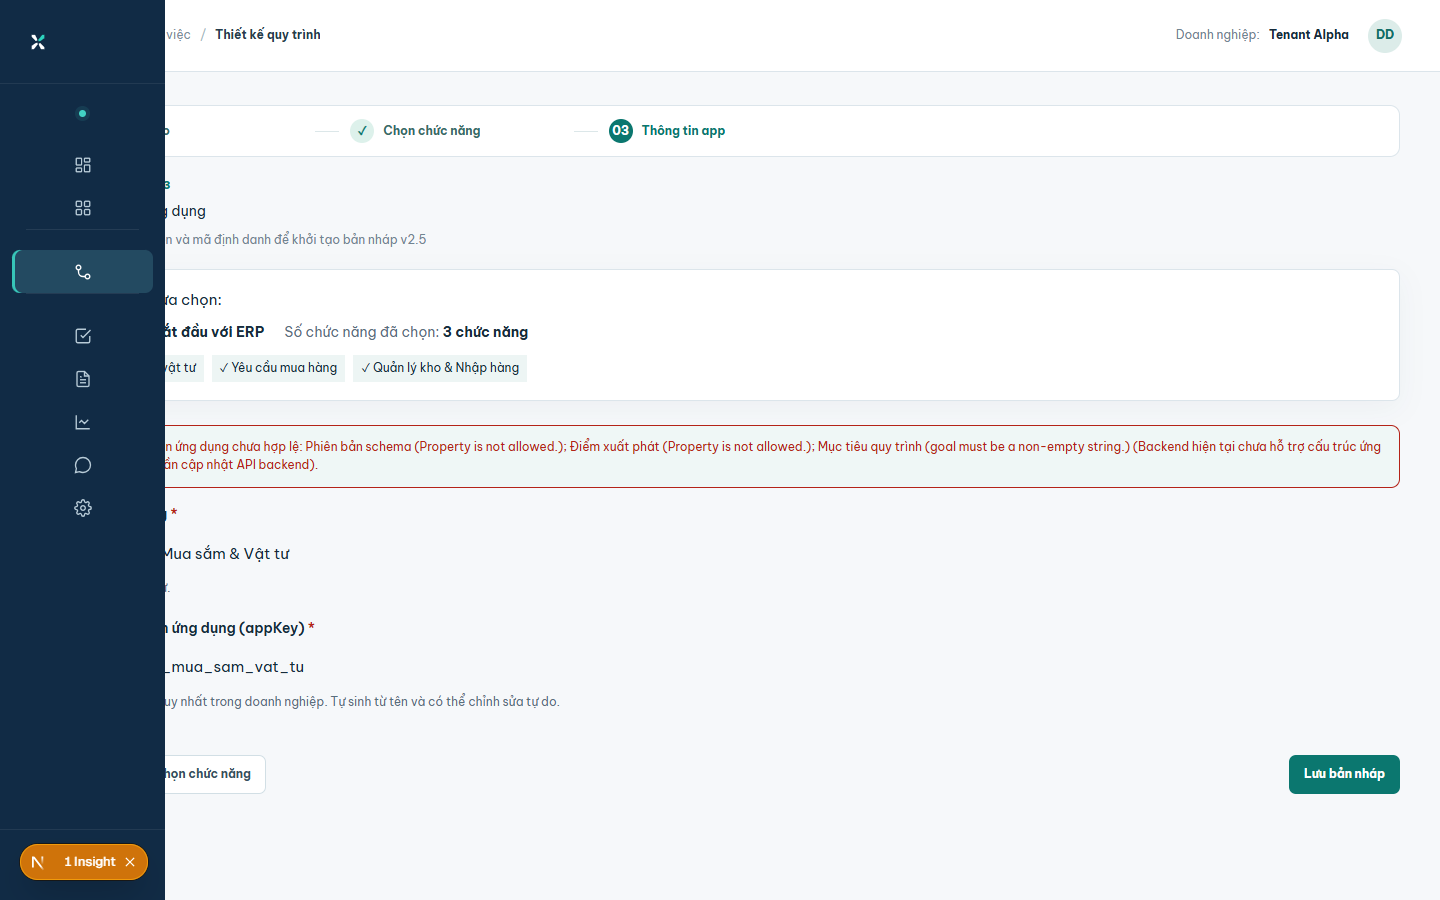 việc / Thiết kế quy trình
Doanh nghiệp: Tenant Alpha DD
✓ Chọn chức năng 03 Thông tin app
3
dụng
và mã định danh để khởi tạo bản nháp v2.5
chọn:
đầu với ERP Số chức năng đã chọn: 3 chức năng
vật tư ✓ Yêu cầu mua hàng ✓ Quản lý kho & Nhập hàng
ứng dụng chưa hợp lệ: Phiên bản schema (Property is not allowed.); Điểm xuất phát (Property is not allowed.); Mục tiêu quy trình (goal must be a non-empty string.) (Backend hiện tại chưa hỗ trợ cấu trúc ứng
cập nhật API backend).
*
Mua sắm & Vật tư
ứng dụng (appKey) *
_mua_sam_vat_tu
nhất trong doanh nghiệp. Tự sinh từ tên và có thể chỉnh sửa tự do.
chức năng
Lưu bản nháp
1 Insight